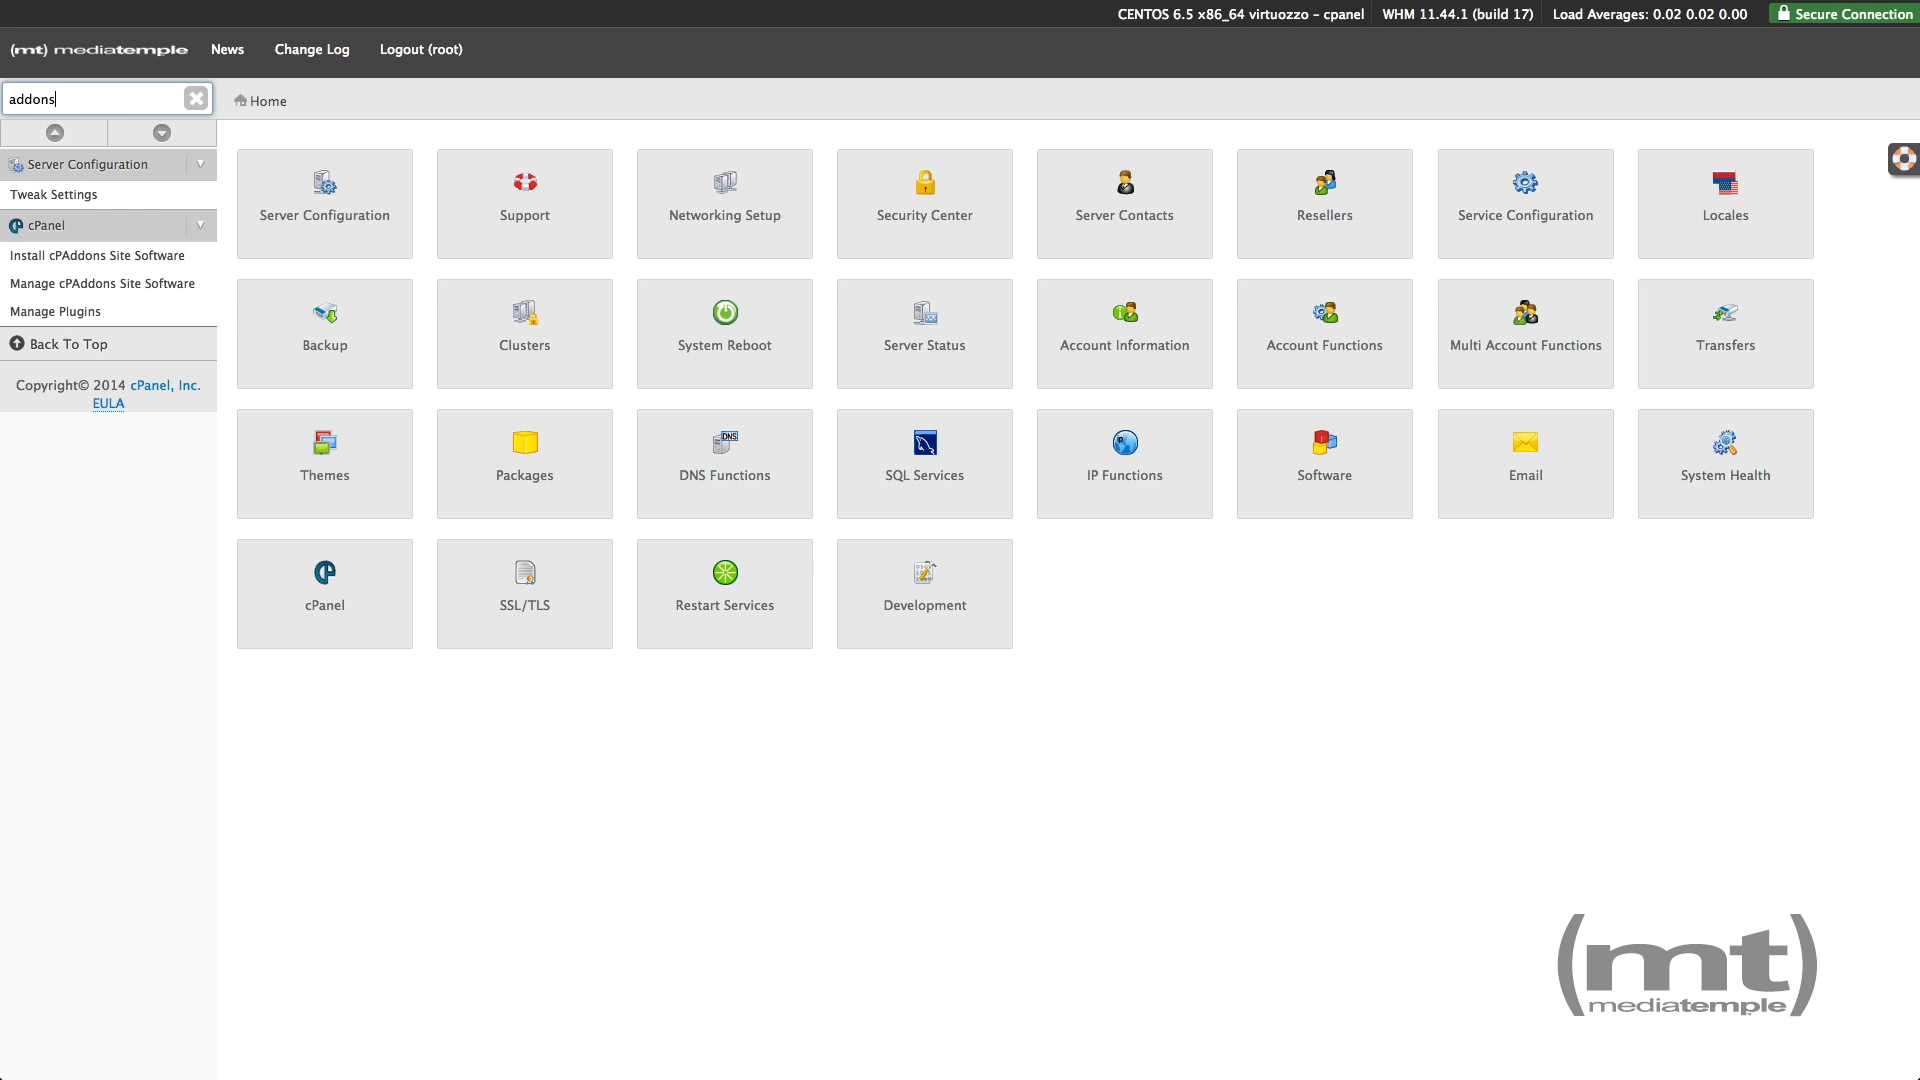 CENTOS 6.5 x86_64 virtuozzo - cpanel WHM 11.44.1 (build 17) Load Averages: 0.02 0.02 0.00 Secure Connection
(mt) mediatemple News Change Log Logout (root)
addons
Home
Server Configuration
Tweak Settings
cPanel
Install cPAddons Site Software
Manage cPAddons Site Software
Manage Plugins
Back To Top
Copyright© 2014 cPanel, Inc.
EULA
Server Configuration Support Networking Setup Security Center Server Contacts Resellers Service Configuration Locales
Backup Clusters System Reboot Server Status Account Information Account Functions Multi Account Functions Transfers
DNS
Themes Packages DNS Functions SQL Services IP Functions Software Email System Health
cPanel SSL/TLS Restart Services Development
(mt)
mediatemple